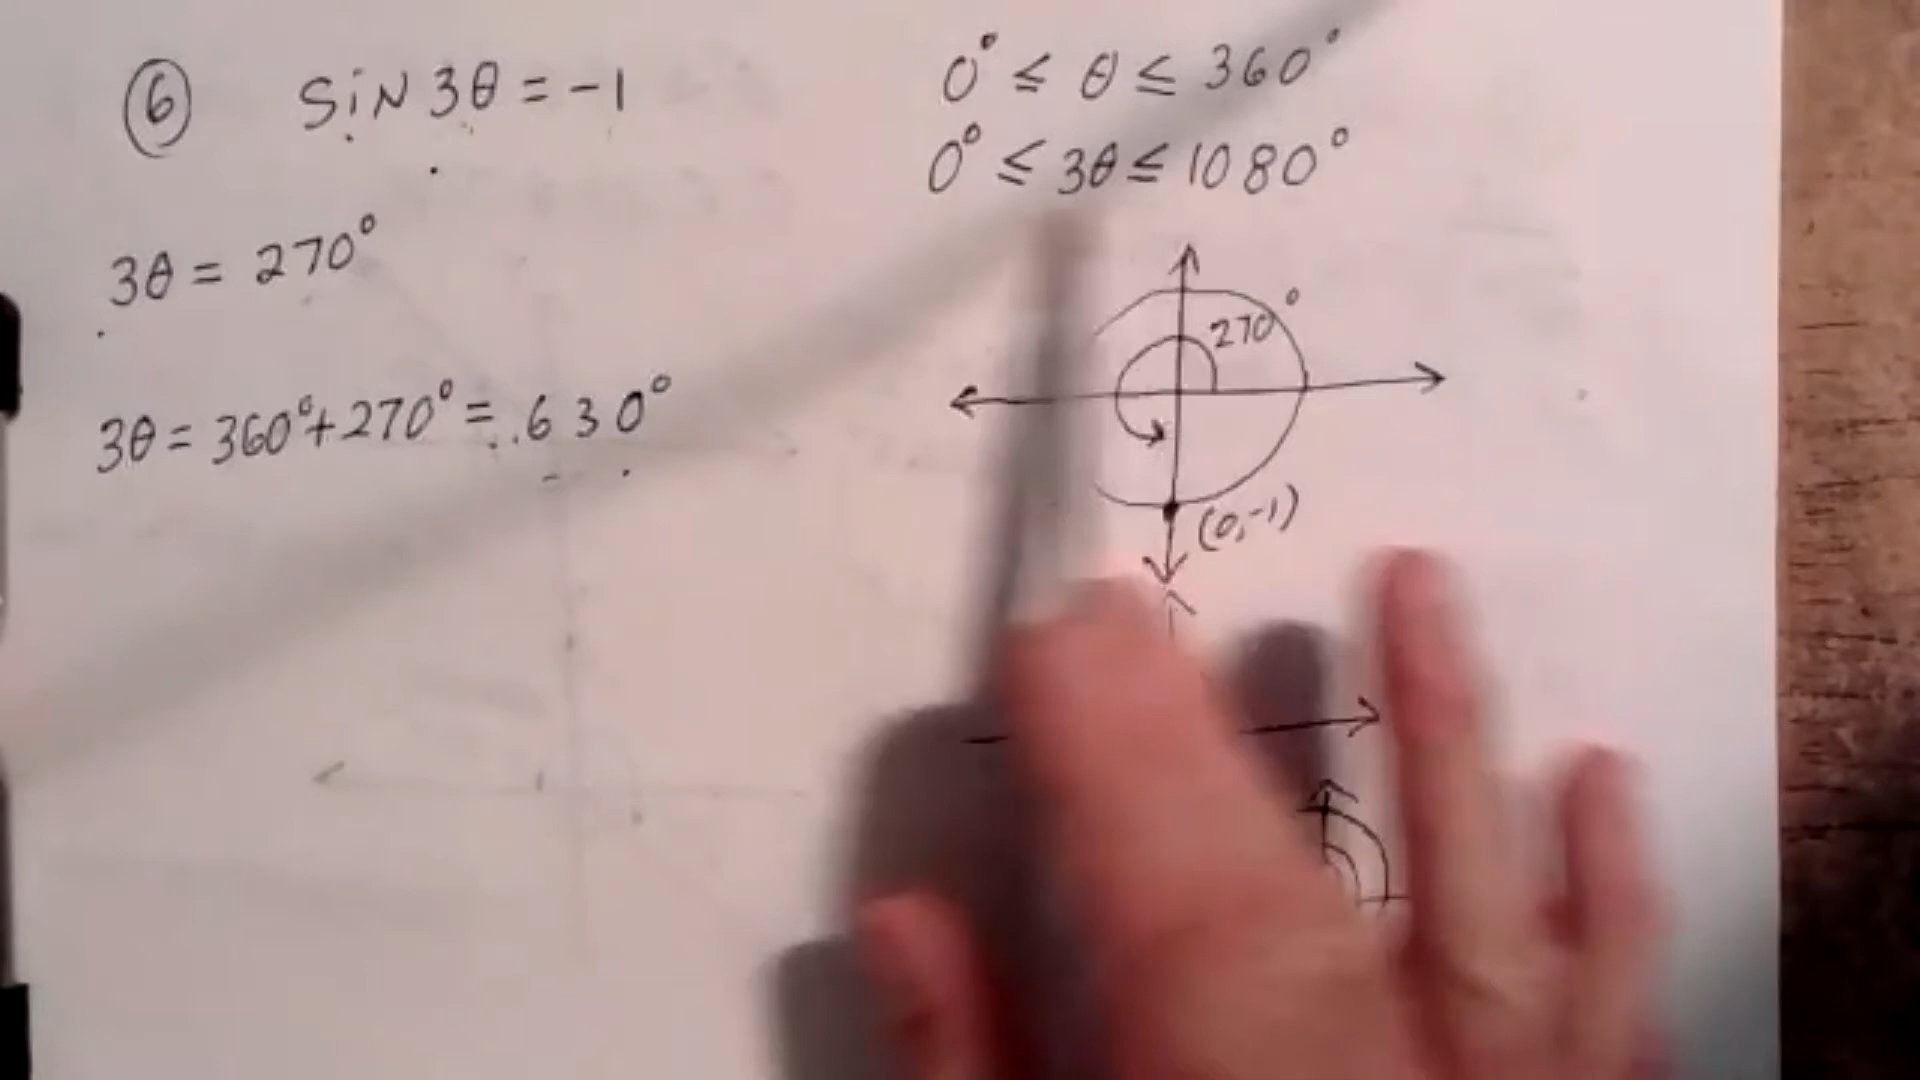 ⑥ SiN 3θ = -1
0° ≤ θ ≤ 360°
0° ≤ 3θ ≤ 1080°
3θ = 270°
270°
3θ = 360° + 270° = 630°
(0,-1)